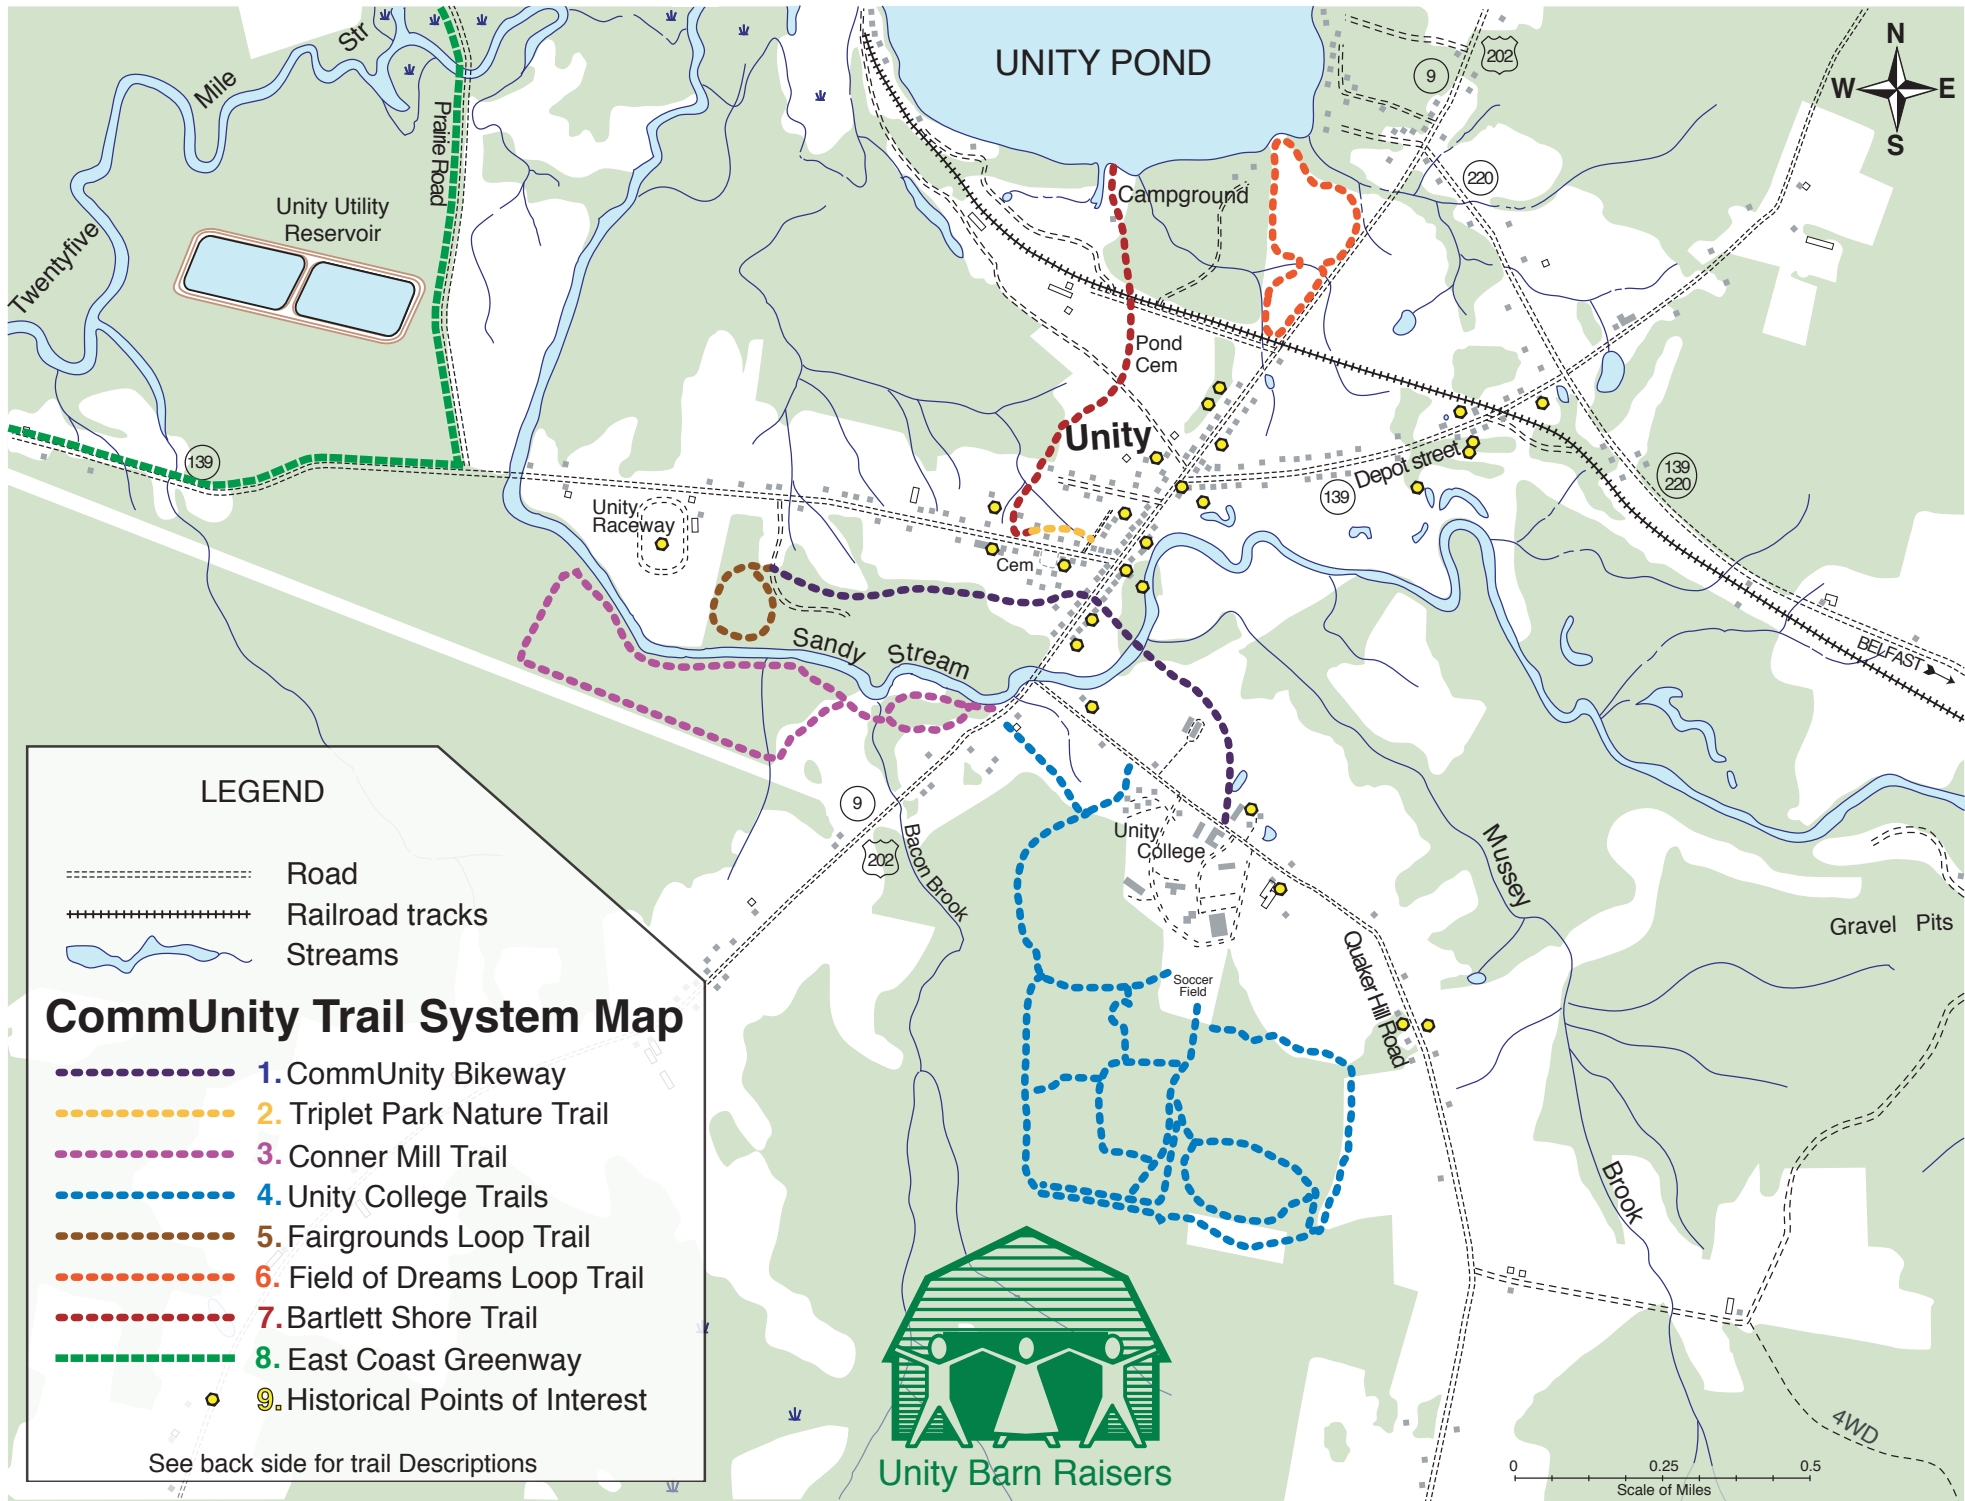 UNITY POND
N
W E
S
202
9
220
Twentyfive
Mile
Str
Prairie Road
Unity Utility
Reservoir
Campground
Pond
Cem
Unity
Depot street
139
139
220
139
Unity
Raceway
Cem
Sandy Stream
BELFAST
9
202
Bacon Brook
Unity
College
Soccer
Field
Quaker Hill Road
Mussey
Brook
Gravel Pits
4WD
LEGEND
Road
Railroad tracks
Streams
CommUnity Trail System Map
1. CommUnity Bikeway
2. Triplet Park Nature Trail
3. Conner Mill Trail
4. Unity College Trails
5. Fairgrounds Loop Trail
6. Field of Dreams Loop Trail
7. Bartlett Shore Trail
8. East Coast Greenway
9. Historical Points of Interest
See back side for trail Descriptions
Unity Barn Raisers
0 0.25 0.5
Scale of Miles